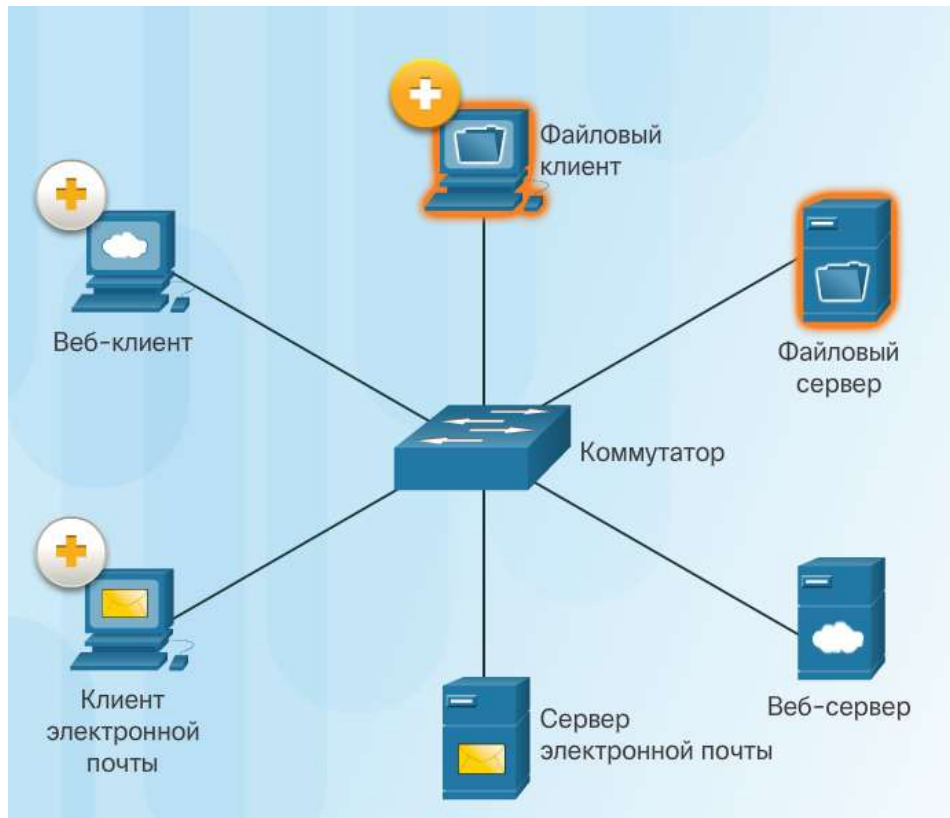 Файловый
клиент
Веб-клиент
Файловый
сервер
Коммутатор
Клиент
электронной
почты
Сервер
электронной почты
Веб-сервер